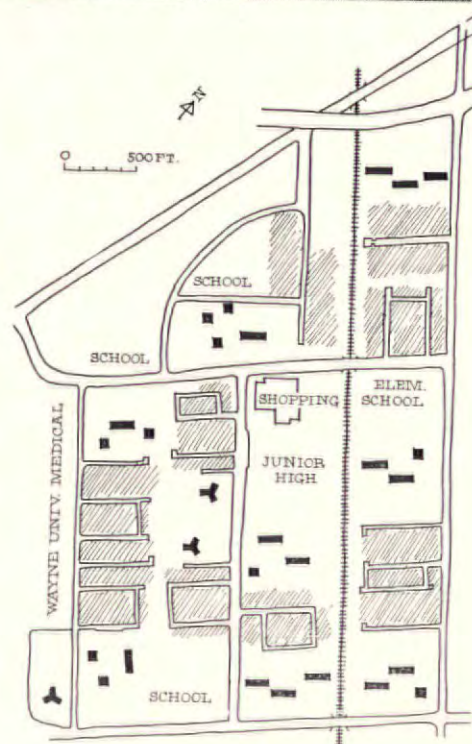 N
0 500 FT.
SCHOOL
SCHOOL
SHOPPING
ELEM.
SCHOOL
JUNIOR
HIGH
WAYNE UNIV. MEDICAL
SCHOOL